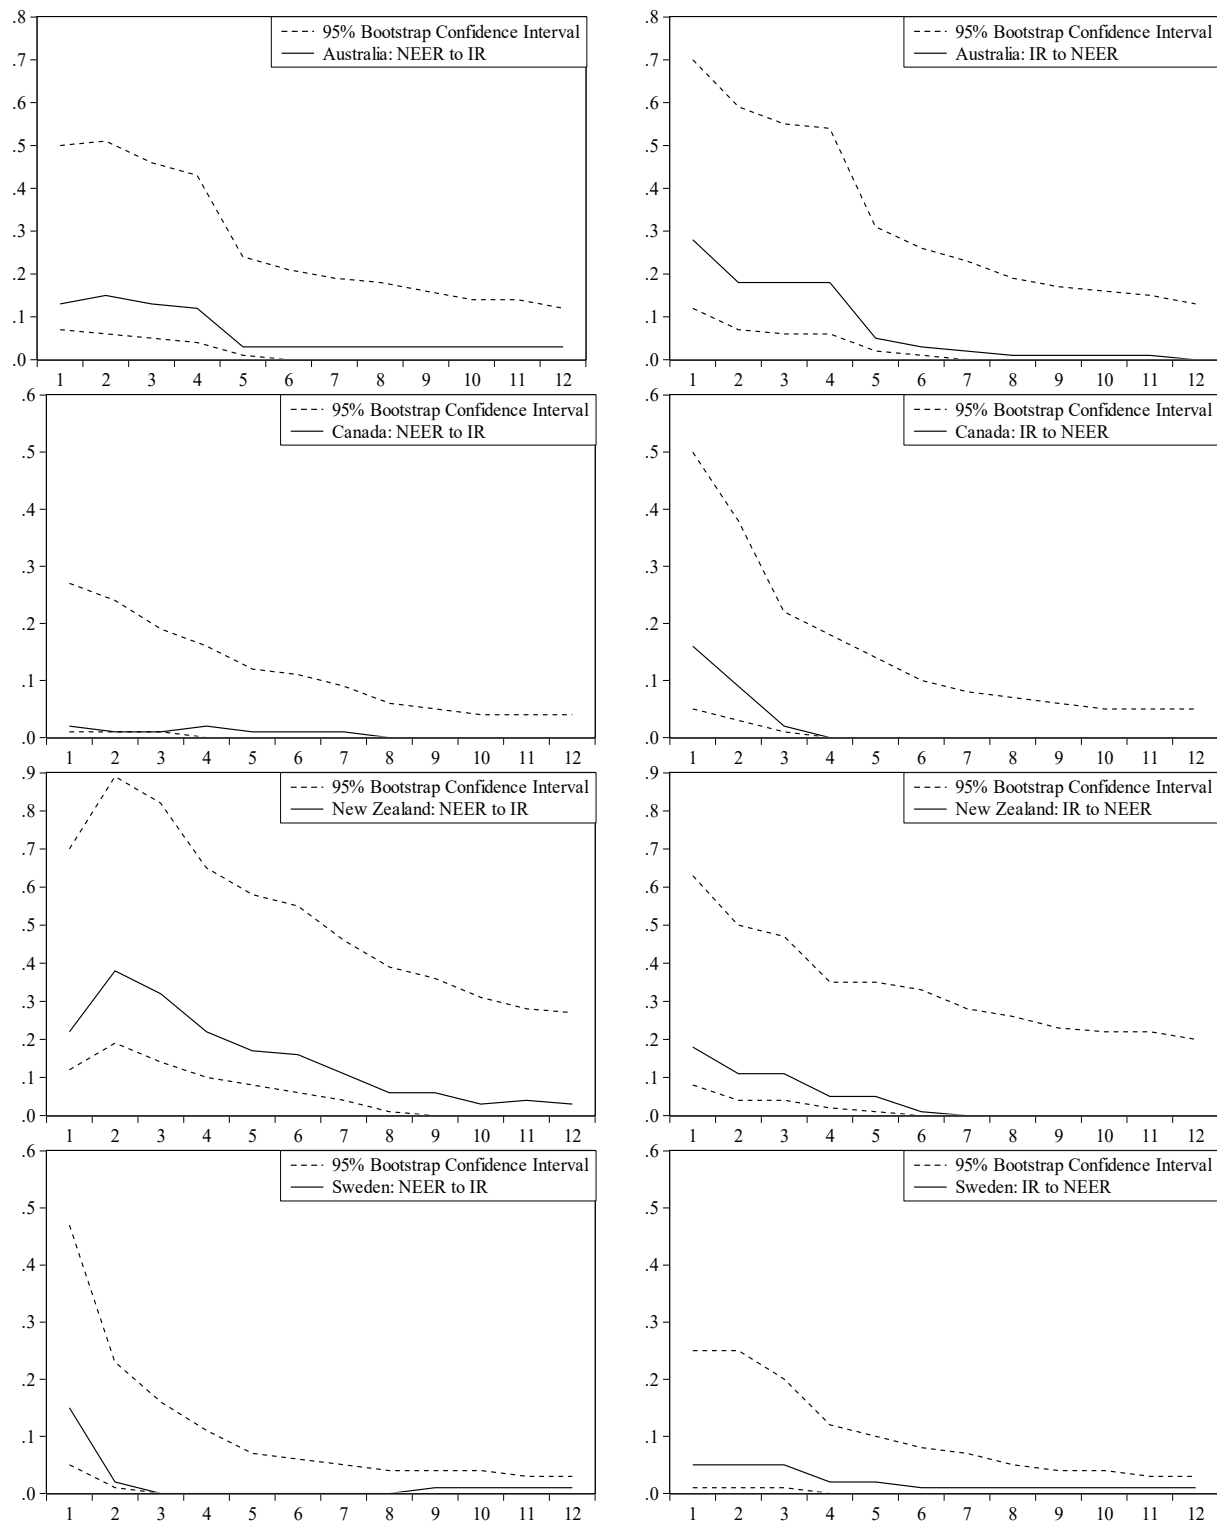 .8
95% Bootstrap Confidence Interval
Australia: NEER to IR
.7
.6
.5
.4
.3
.2
.1
.0
1 2 3 4 5 6 7 8 9 10 11 12
.8
95% Bootstrap Confidence Interval
Australia: IR to NEER
.7
.6
.5
.4
.3
.2
.1
.0
1 2 3 4 5 6 7 8 9 10 11 12
.6
95% Bootstrap Confidence Interval
Canada: NEER to IR
.5
.4
.3
.2
.1
.0
1 2 3 4 5 6 7 8 9 10 11 12
.6
95% Bootstrap Confidence Interval
Canada: IR to NEER
.5
.4
.3
.2
.1
.0
1 2 3 4 5 6 7 8 9 10 11 12
.9
95% Bootstrap Confidence Interval
New Zealand: NEER to IR
.8
.7
.6
.5
.4
.3
.2
.1
.0
1 2 3 4 5 6 7 8 9 10 11 12
.9
95% Bootstrap Confidence Interval
New Zealand: IR to NEER
.8
.7
.6
.5
.4
.3
.2
.1
.0
1 2 3 4 5 6 7 8 9 10 11 12
.6
95% Bootstrap Confidence Interval
Sweden: NEER to IR
.5
.4
.3
.2
.1
.0
1 2 3 4 5 6 7 8 9 10 11 12
.6
95% Bootstrap Confidence Interval
Sweden: IR to NEER
.5
.4
.3
.2
.1
.0
1 2 3 4 5 6 7 8 9 10 11 12